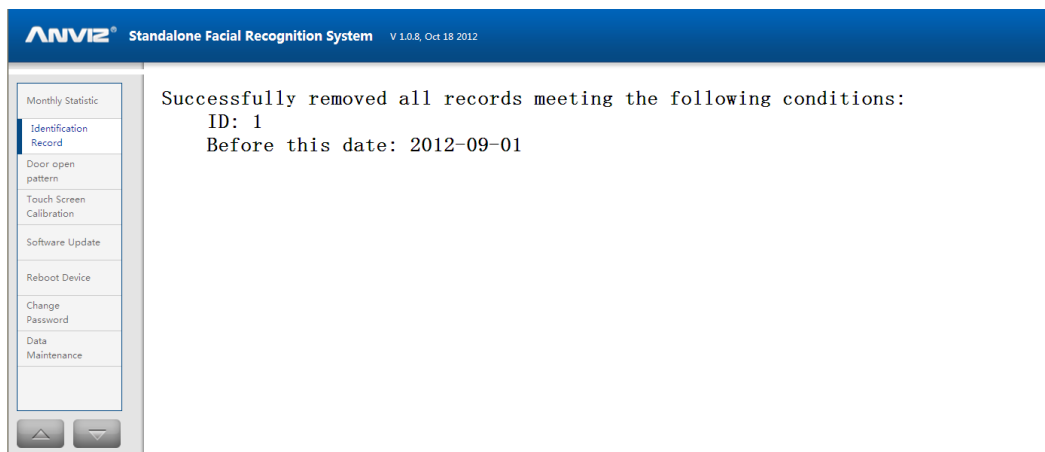 ANVIZ® Standalone Facial Recognition System V 1.0.8, Oct 18 2012
Monthly Statistic
Identification
Record
Door open
pattern
Touch Screen
Calibration
Software Update
Reboot Device
Change
Password
Data
Maintenance
Successfully removed all records meeting the following conditions:
ID: 1
Before this date: 2012-09-01